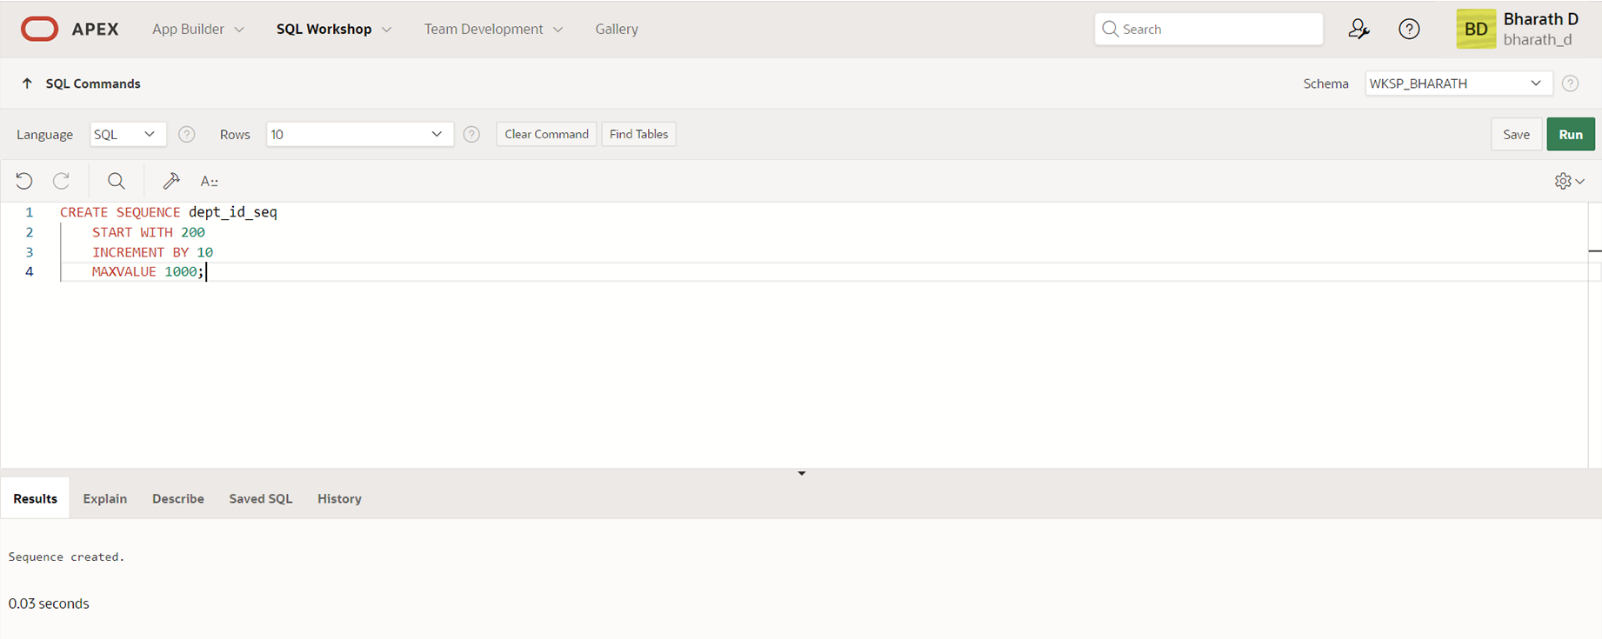 APEX App Builder SQL Workshop Team Development Gallery Search BD Bharath D
bharath_d
SQL Commands Schema WKSP_BHARATH
Language SQL Rows 10 Clear Command Find Tables Save Run
A
1 CREATE SEQUENCE dept_id_seq
2 START WITH 200
3 INCREMENT BY 10
4 MAXVALUE 1000;
Results Explain Describe Saved SQL History
Sequence created.
0.03 seconds